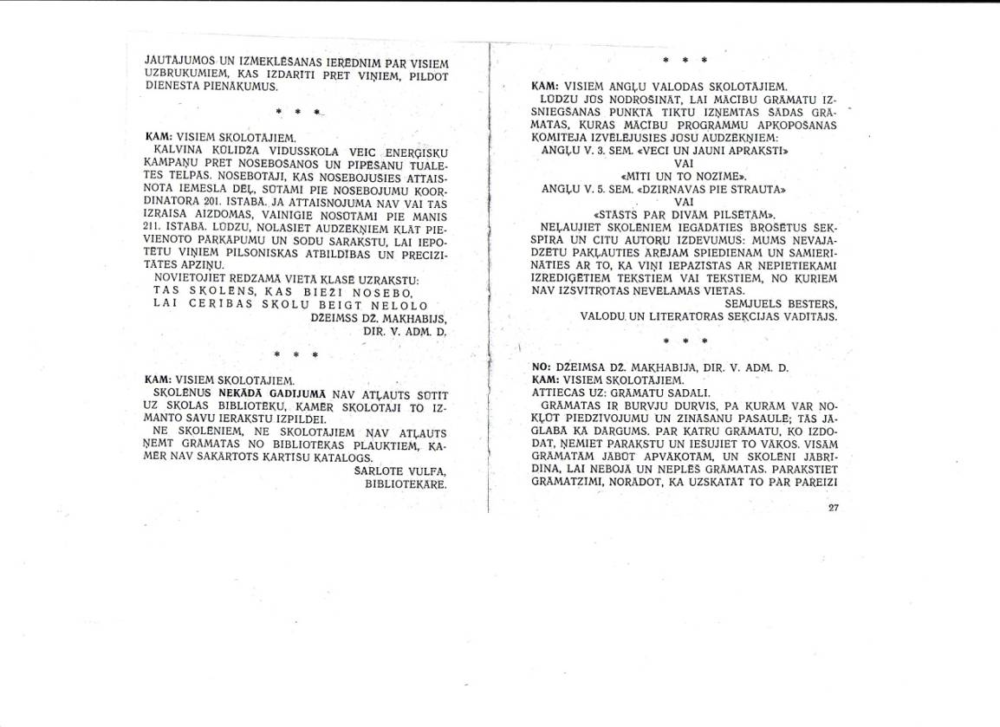 JAUTĀJUMOS UN IZMEKLĒŠANAS IERĒDNIM PAR VISIEM
UZBRUKUMIEM, KAS IZDARĪTI PRET VIŅIEM, PILDOT
DIENESTA PIENĀKUMUS.
* * *
KAM: VISIEM SKOLOTĀJIEM.
KALVINA KŪLIDŽA VIDUSSKOLA VEIC ENERĢISKU
KAMPAŅU PRET NOSEBOŠANOS UN PĪPĒŠANU TUALE-
TES TELPĀS. NOSEBOTĀJI, KAS NOSEBOJUŠIES ATTAIS-
NOTA IEMESLA DĒĻ, SŪTĀMI PIE NOSEBOJUMU KOOR-
DINATORA 201. ISTABĀ. JA ATTAISNOJUMA NAV VAI TAS
IZRAISA AIZDOMAS, VAINĪGIE NOSŪTĀMI PIE MANIS
211. ISTABĀ. LŪDZU, NOLASIET AUDZĒKŅIEM KLĀT PIE-
VIENOTO PĀRKĀPUMU UN SODU SARAKSTU, LAI IEPO-
TĒTU VIŅIEM PILSONISKAS ATBILDĪBAS UN PRECIZI-
TĀTES APZIŅU.
NOVIETOJIET REDZAMĀ VIETĀ KLASĒ UZRAKSTU:
TAS SKOLĒNS, KAS BIEŽI NOSEBO,
LAI CERĪBAS SKOLU BEIGT NELOLO
DŽEIMSS DŽ. MAKHABIJS,
DIR. V. ADM. D.
* * *
KAM: VISIEM SKOLOTĀJIEM.
SKOLĒNUS NEKĀDĀ GADĪJUMĀ NAV ATĻAUTS SŪTĪT
UZ SKOLAS BIBLIOTĒKU, KAMĒR SKOLOTĀJI TO IZ-
MANTO SAVU IERAKSTU IZPILDEI.
NE SKOLĒNIEM, NE SKOLOTĀJIEM NAV ATĻAUTS
ŅEMT GRĀMATAS NO BIBLIOTĒKAS PLAUKTIEM, KA-
MĒR NAV SAKĀRTOTS KARTĪŠU KATALOGS.
ŠARLOTE VULFA,
BIBLIOTEKĀRE.
* * *
KAM: VISIEM ANGĻU VALODAS SKOLOTĀJIEM.
LŪDZU JŪS NODROŠINĀT, LAI MĀCĪBU GRĀMATU IZ-
SNIEGŠANAS PUNKTĀ TIKTU IZŅEMTAS ŠĀDAS GRĀ-
MATAS, KURAS MĀCĪBU PROGRAMMU APKOPOŠANAS
KOMITEJA IZVĒLĒJUSIES JŪSU AUDZĒKŅIEM:
ANGĻU V. 3. SEM. «VECI UN JAUNI APRAKSTI»
VAI
«MĪTI UN TO NOZĪME».
ANGĻU V. 5. SEM. «DZIRNAVAS PIE STRAUTA»
VAI
«STĀSTS PAR DIVĀM PILSĒTĀM».
NEĻAUJIET SKOLĒNIEM IEGĀDĀTIES BROŠĒTUS ŠEK-
SPĪRA UN CITU AUTORU IZDEVUMUS: MUMS NEVAJA-
DZĒTU PAKĻAUTIES ĀRĒJAM SPIEDIENAM UN SAMIERI-
NĀTIES AR TO, KA VIŅI IEPAZĪSTAS AR NEPIETIEKAMI
IZREDIĢĒTIEM TEKSTIEM VAI TEKSTIEM, NO KURIEM
NAV IZSVĪTROTAS NEVĒLAMĀS VIETAS.
SEMJUELS BESTERS,
VALODU UN LITERATŪRAS SEKCIJAS VADĪTĀJS.
* * *
NO: DŽEIMSA DŽ. MAKHABIJA, DIR. V. ADM. D.
KAM: VISIEM SKOLOTĀJIEM.
ATTIECAS UZ: GRĀMATU SADALI.
GRĀMATAS IR BURVJU DURVIS, PA KURĀM VAR NO-
KĻŪT PIEDZĪVOJUMU UN ZINĀŠANU PASAULĒ; TĀS JĀ-
GLABĀ KĀ DĀRGUMS. PAR KATRU GRĀMATU, KO IZDO-
DAT, ŅEMIET PARAKSTU UN IEŠUJIET TO VĀKOS. VISĀM
GRĀMATĀM JĀBŪT APVĀKOTĀM, UN SKOLĒNI JĀBRĪ-
DINA, LAI NEBOJĀ UN NEPLĒŠ GRĀMATAS. PARAKSTIET
GRĀMATZĪMI, NORĀDOT, KA UZSKATĀT TO PAR PAREIZI
27